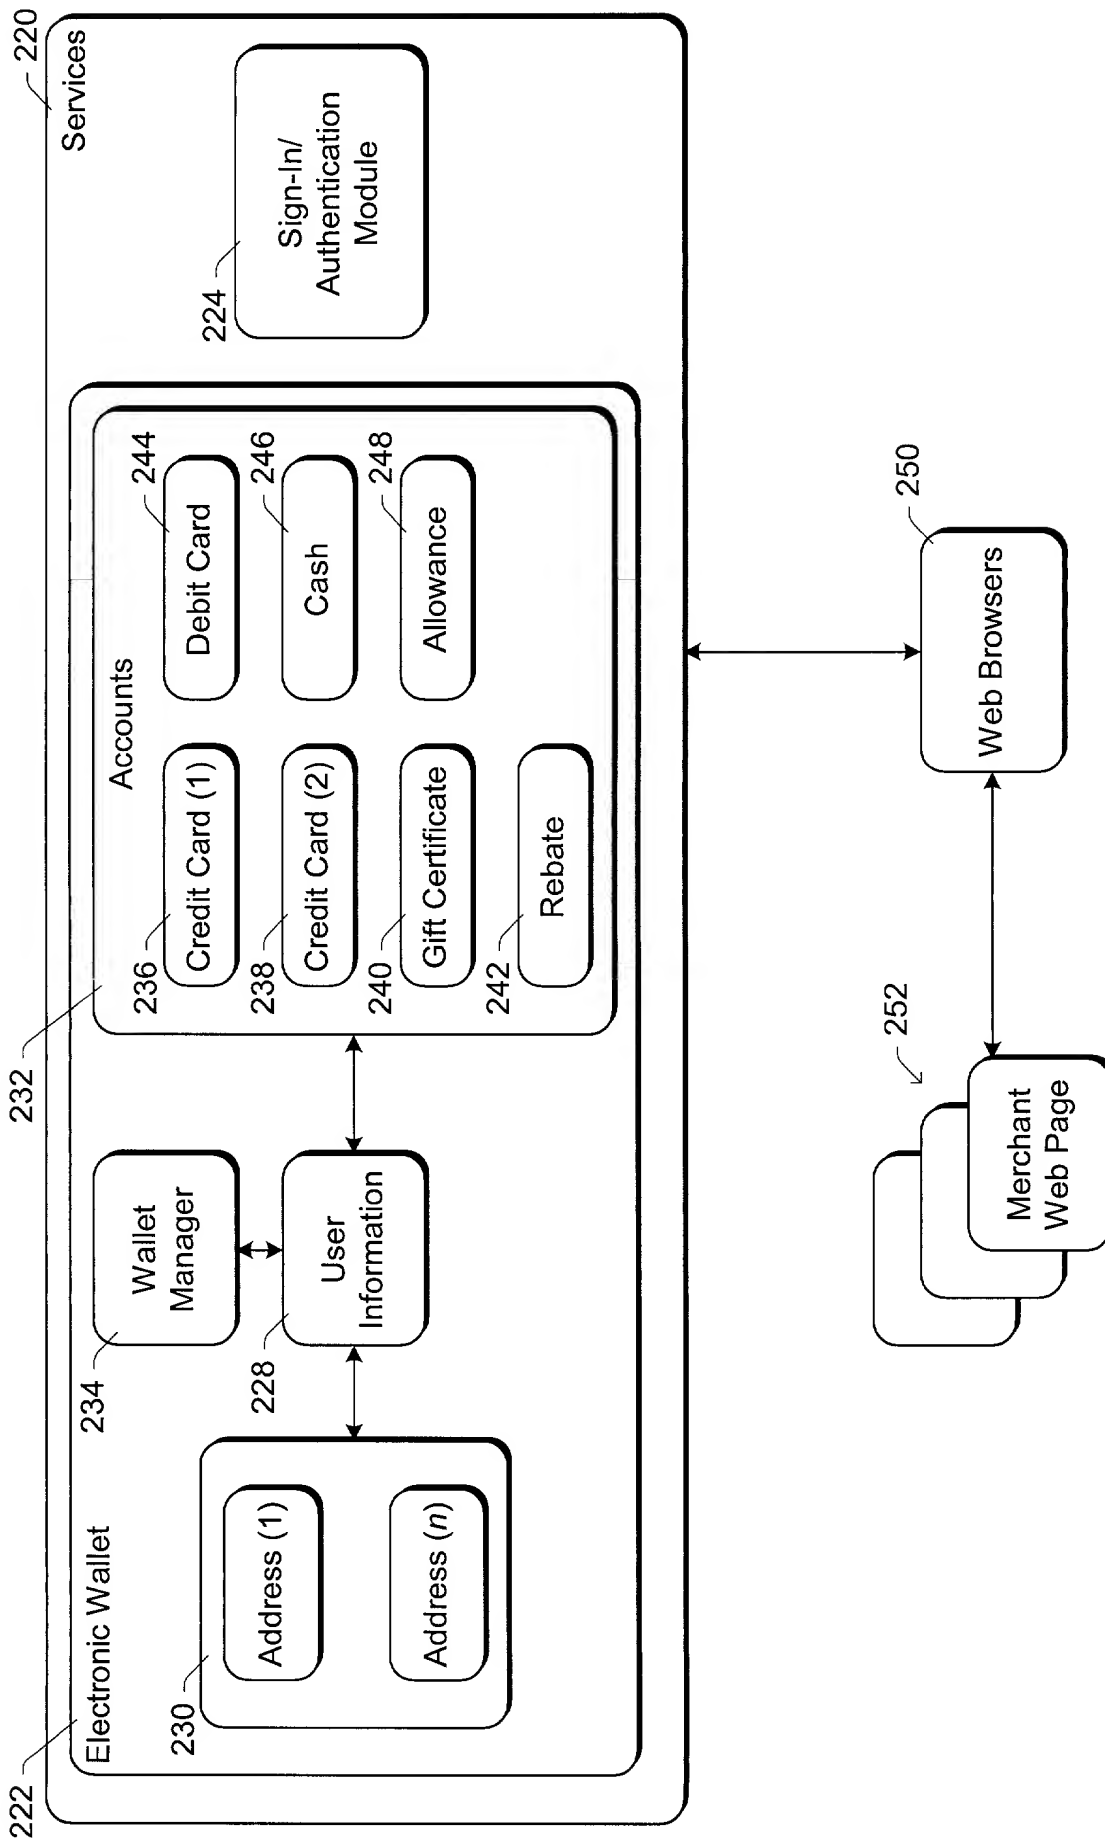 220
Services
222
Electronic Wallet
232
Accounts
234
Wallet
Manager
236
Credit Card (1)
244
Debit Card
224
Sign-In/
Authentication
Module
230
Address (1)
228
User
Information
238
Credit Card (2)
246
Cash
Address (n)
240
Gift Certificate
248
Allowance
242
Rebate
252
Merchant
Web Page
250
Web Browsers